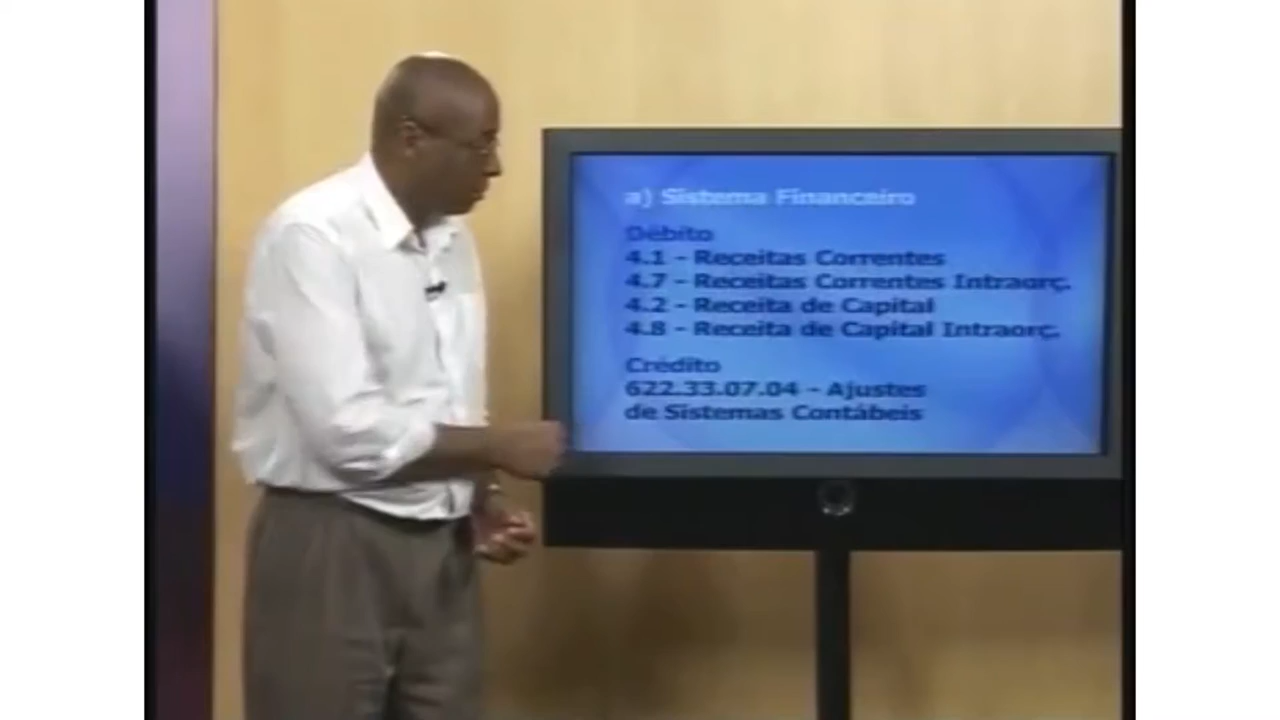 a) Sistema Financeiro
Débito
4.1 - Receitas Correntes
4.7 - Receitas Correntes Intraorç.
4.2 - Receita de Capital
4.8 - Receita de Capital Intraorç.
Crédito
622.33.07.04 - Ajustes
de Sistemas Contábeis